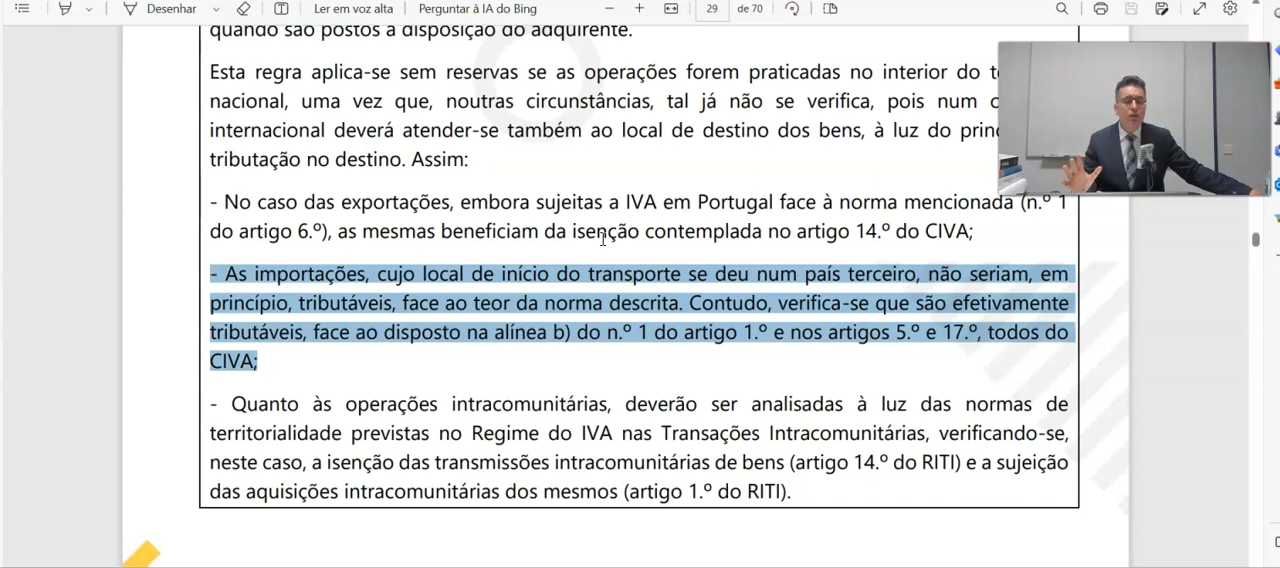 Desenhar
Ler em voz alta
Perguntar à IA do Bing
29
de 70
quando são postos à disposição do adquirente.
Esta regra aplica-se sem reservas se as operações forem praticadas no interior do
nacional, uma vez que, noutras circunstâncias, tal já não se verifica, pois num
internacional deverá atender-se também ao local de destino dos bens, à luz do
tributação no destino. Assim:
- No caso das exportações, embora sujeitas a IVA em Portugal face à norma mencionada (n.º 1
do artigo 6.º), as mesmas beneficiam da isenção contemplada no artigo 14.º do CIVA;
- As importações, cujo local de início do transporte se deu num país terceiro, não seriam, em
princípio, tributáveis, face ao teor da norma descrita. Contudo, verifica-se que são efetivamente
tributáveis, face ao disposto na alínea b) do n.º 1 do artigo 1.º e nos artigos 5.º e 17.º, todos do
CIVA;
- Quanto às operações intracomunitárias, deverão ser analisadas à luz das normas de
territorialidade previstas no Regime do IVA nas Transações Intracomunitárias, verificando-se,
neste caso, a isenção das transmissões intracomunitárias de bens (artigo 14.º do RITI) e a sujeição
das aquisições intracomunitárias dos mesmos (artigo 1.º do RITI).